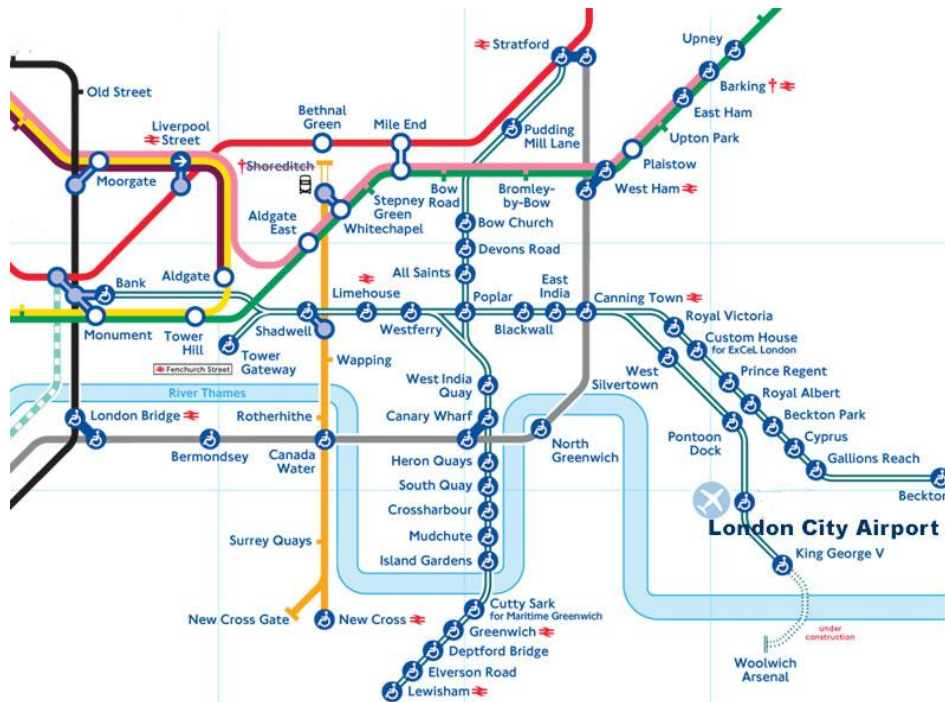 Stratford
Upney
Barking †
East Ham
Old Street
Bethnal
Green
Mile End
Pudding
Mill Lane
Upton Park
Liverpool
Street
†Shoreditch
Plaistow
Moorgate
Stepney
Green
Bow
Road
Bromley-
by-Bow
West Ham
Aldgate
East
Whitechapel
Bow Church
Devons Road
Aldgate
All Saints
East
India
Bank
Limehouse
Poplar
Canning Town
Royal Victoria
Monument
Tower
Hill
Shadwell
Westferry
Blackwall
Custom House
for ExCeL London
Tower
Gateway
Wapping
West
Silvertown
Fenchurch Street
Prince Regent
River Thames
West India
Quay
Royal Albert
London Bridge
Rotherhithe
Canary Wharf
Beckton Park
Pontoon
Dock
Cyprus
Bermondsey
Canada
Water
North
Greenwich
Heron Quays
Gallions Reach
South Quay
Beckton
Crossharbour
London City Airport
Surrey Quays
Mudchute
King George V
Island Gardens
New Cross Gate
New Cross
Cutty Sark
for Maritime Greenwich
Greenwich
under
construction
Deptford Bridge
Woolwich
Arsenal
Elverson Road
Lewisham